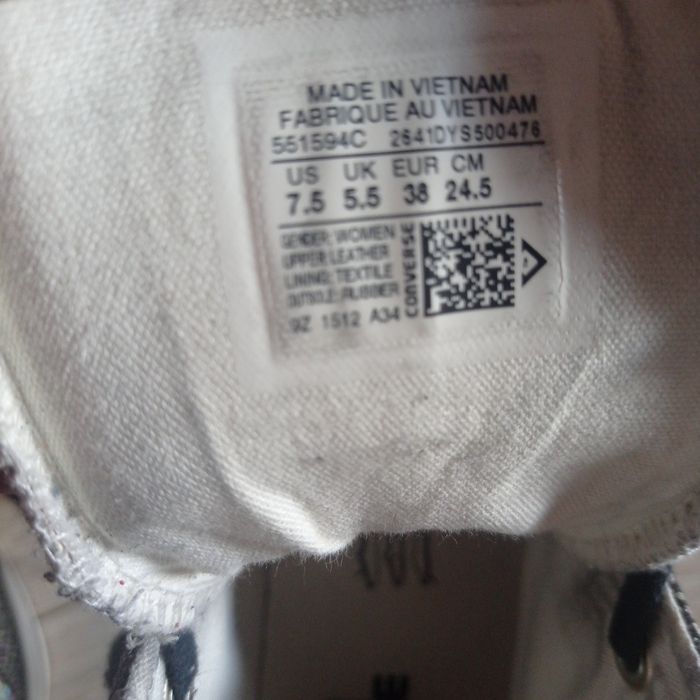 MADE IN VIETNAM
FABRIQUE AU VIETNAM
551594C 2641DYS500476
US UK EUR CM
7.5 5.5 38 24.5
GENDER: WOMEN
UPPER: LEATHER
LINING: TEXTILE
OUTSOLE: RUBBER
CONVERSE
9Z 1512 A34